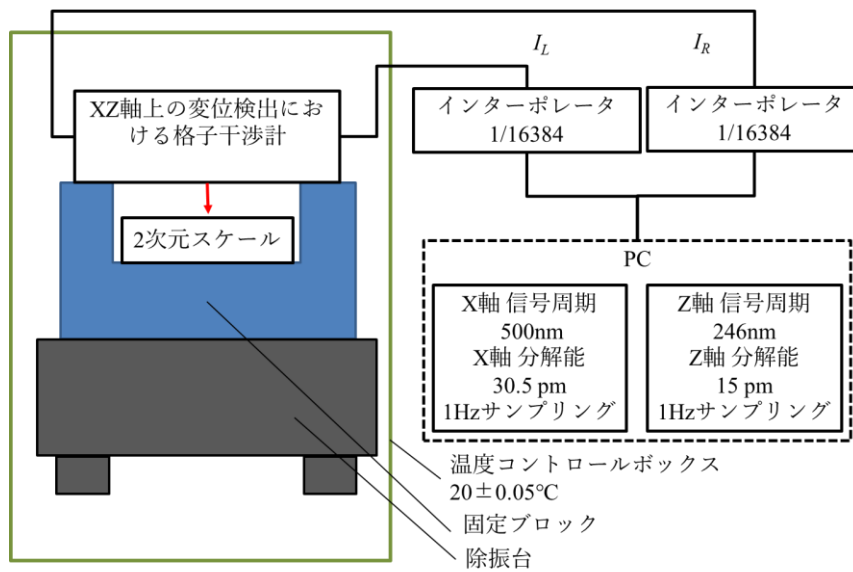 I_L
I_R
XZ軸上の変位検出にお
ける格子干渉計
インターポレータ
1/16384
インターポレータ
1/16384
2次元スケール
PC
X軸 信号周期
500nm
X軸 分解能
30.5 pm
1Hzサンプリング
Z軸 信号周期
246nm
Z軸 分解能
15 pm
1Hzサンプリング
温度コントロールボックス
20±0.05℃
固定ブロック
除振台